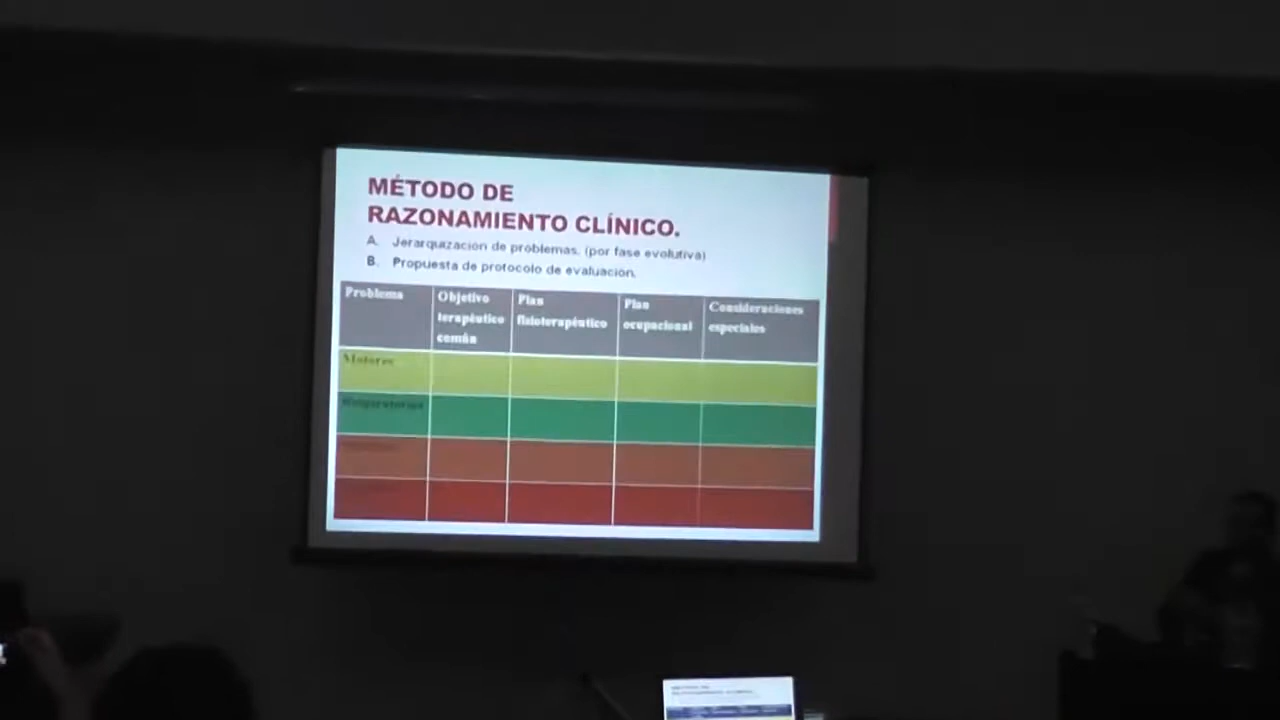 MÉTODO DE
RAZONAMIENTO CLÍNICO.
A. Jerarquización de problemas. (por fase evolutiva)
B. Propuesta de protocolo de evaluación.
Problema
Objetivo
terapéutico
común
Plan
fisioterapéutico
Plan
ocupacional
Consideraciones
especiales
Motores
Respiratorios